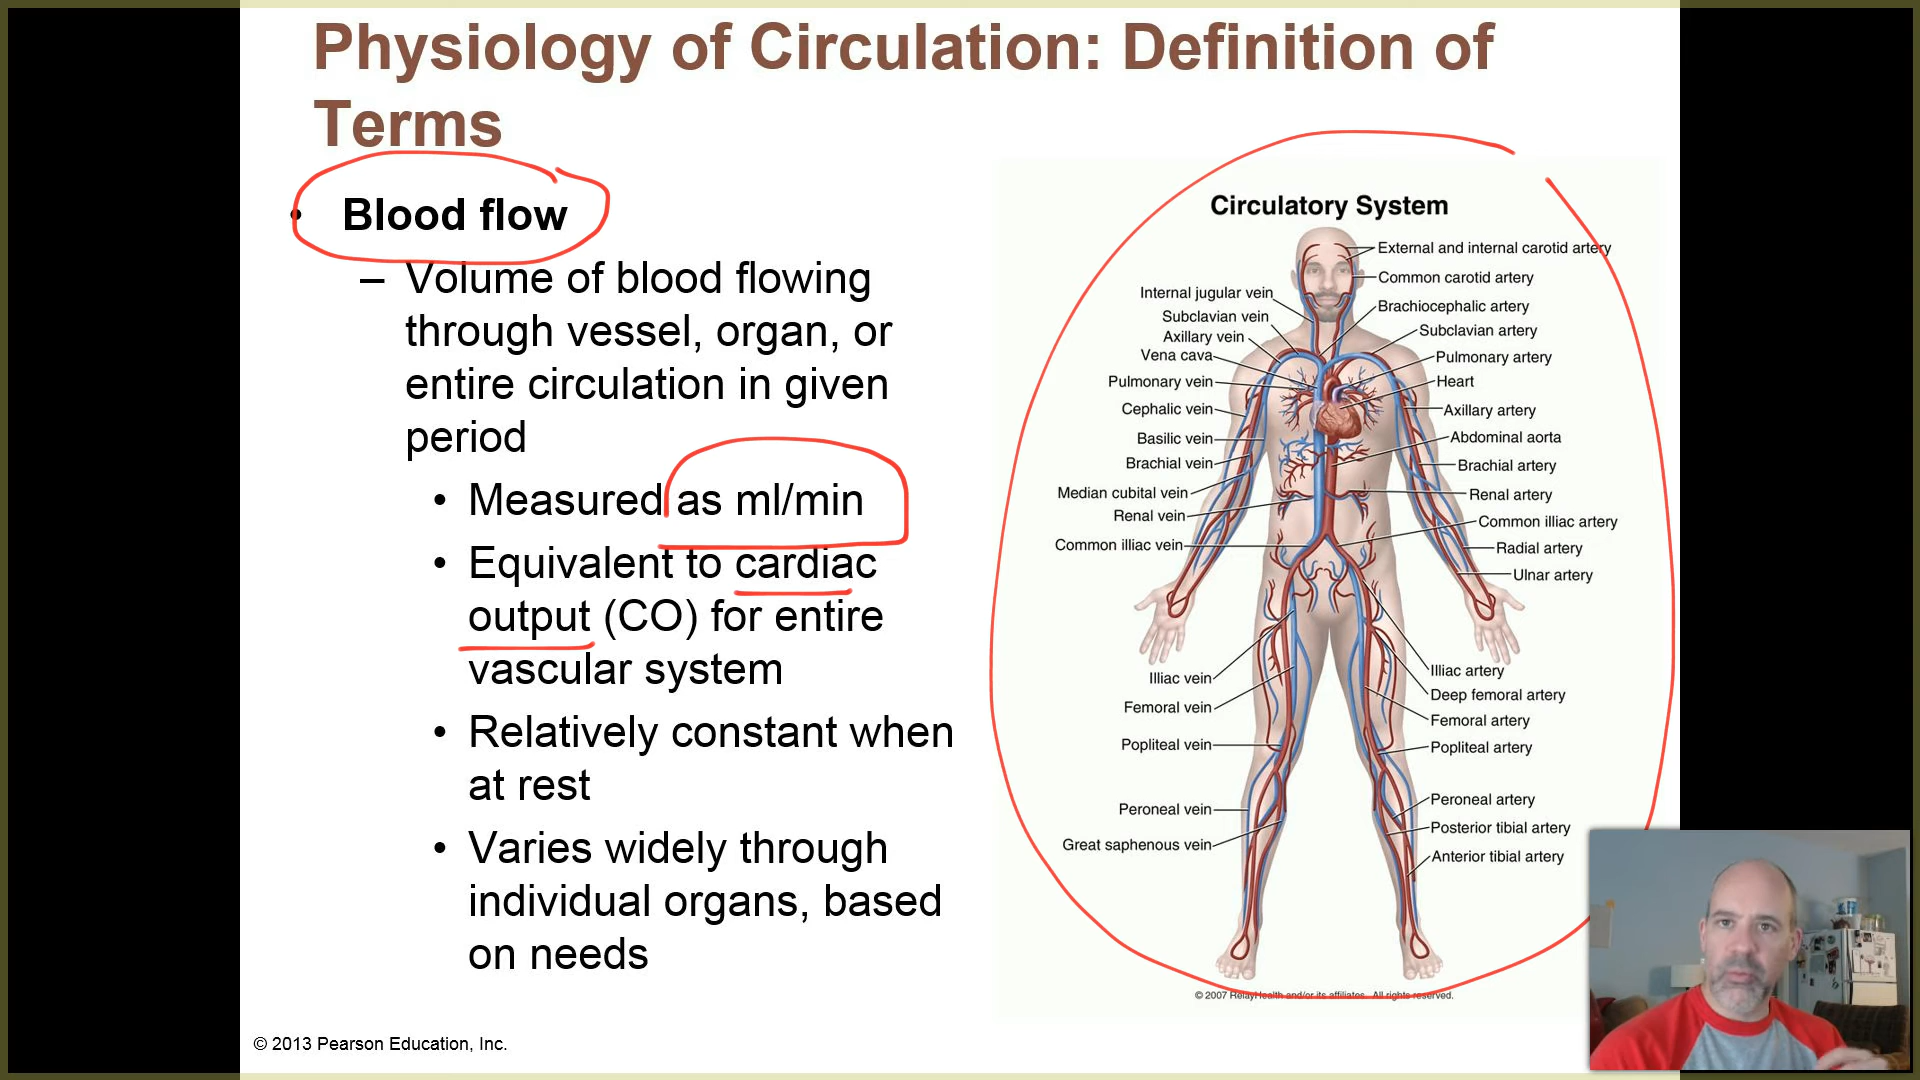 Physiology of Circulation: Definition of
Terms
• Blood flow
– Volume of blood flowing
through vessel, organ, or
entire circulation in given
period
• Measured as ml/min
• Equivalent to cardiac
output (CO) for entire
vascular system
• Relatively constant when
at rest
• Varies widely through
individual organs, based
on needs
© 2013 Pearson Education, Inc.
Circulatory System
Internal jugular vein
Subclavian vein
Axillary vein
Vena cava
Pulmonary vein
Cephalic vein
Basilic vein
Brachial vein
Median cubital vein
Renal vein
Common illiac vein
Illiac vein
Femoral vein
Popliteal vein
Peroneal vein
Great saphenous vein
External and internal carotid artery
Common carotid artery
Brachiocephalic artery
Subclavian artery
Pulmonary artery
Heart
Axillary artery
Abdominal aorta
Brachial artery
Renal artery
Common illiac artery
Radial artery
Ulnar artery
Illiac artery
Deep femoral artery
Femoral artery
Popliteal artery
Peroneal artery
Posterior tibial artery
Anterior tibial artery
© 2007 RelayHealth and/or its affiliates. All rights reserved.